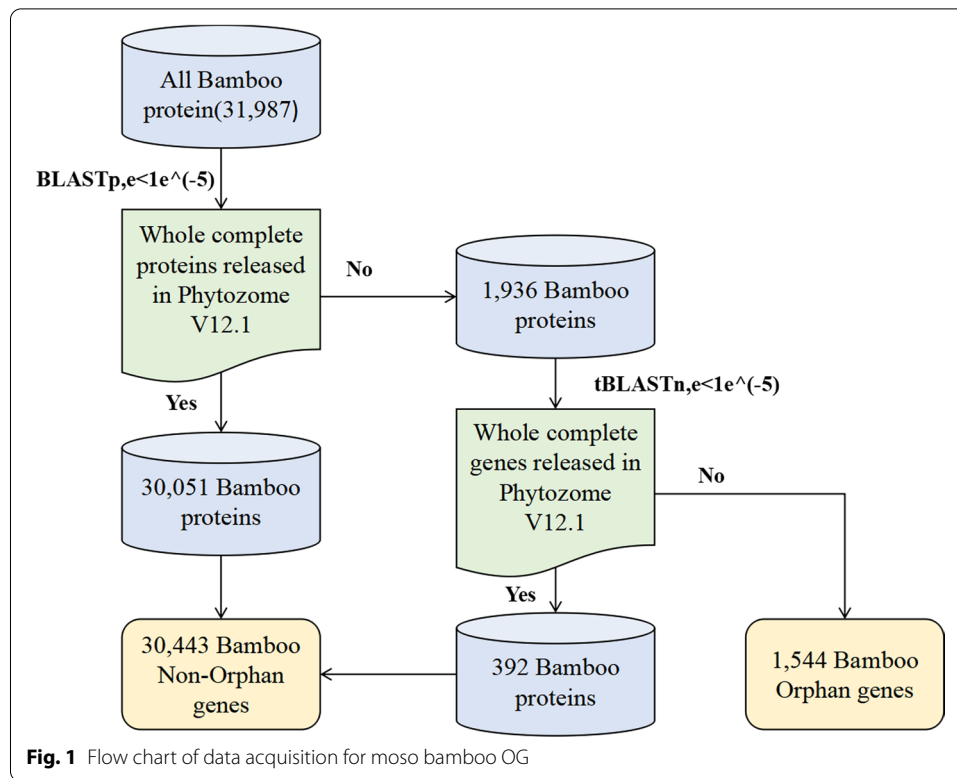 All Bamboo
protein(31,987)
BLASTp,e<1e^(-5)
Whole complete
proteins released
in Phytozome
V12.1
No
1,936 Bamboo
proteins
Yes
tBLASTn,e<1e^(-5)
30,051 Bamboo
proteins
Whole complete
genes released in
Phytozome
V12.1
No
Yes
30,443 Bamboo
Non-Orphan
genes
392 Bamboo
proteins
1,544 Bamboo
Orphan genes
Fig. 1 Flow chart of data acquisition for moso bamboo OG